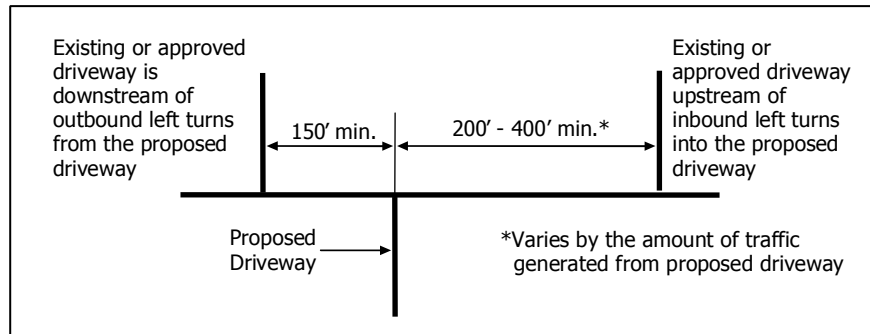 Existing or approved
driveway is
downstream of
outbound left turns
from the proposed
driveway
150’ min.
200’ - 400’ min.*
Existing or
approved driveway
upstream of
inbound left turns
into the proposed
driveway
Proposed
Driveway
*Varies by the amount of traffic
generated from proposed driveway